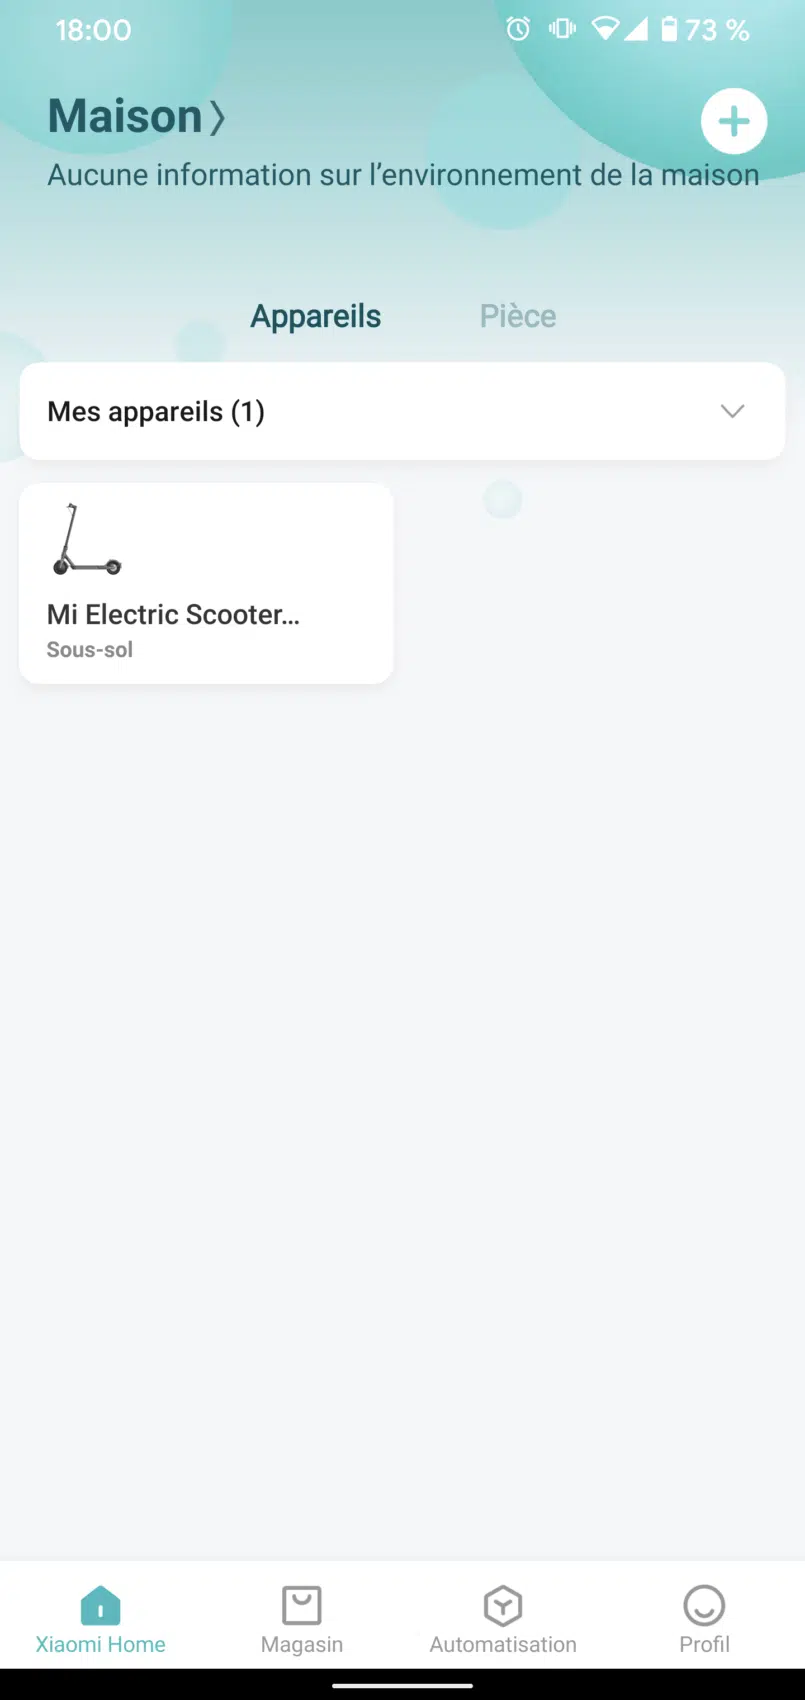 18:00 73 %
Maison
Aucune information sur l’environnement de la maison
Appareils Pièce
Mes appareils (1)
Mi Electric Scooter...
Sous-sol
Xiaomi Home Magasin Automatisation Profil